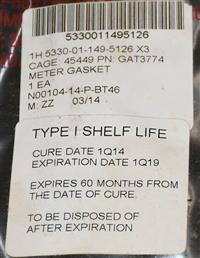 5330011495126
1H 5330-01-149-5126 X3
CAGE: 45449 PN: GAT3774
METER GASKET
1 EA
N00104-14-P-BT46
M: ZZ 03/14
TYPE I SHELF LIFE
CURE DATE 1Q14
EXPIRATION DATE 1Q19
EXPIRES 60 MONTHS FROM
THE DATE OF CURE.
TO BE DISPOSED OF
AFTER EXPIRATION